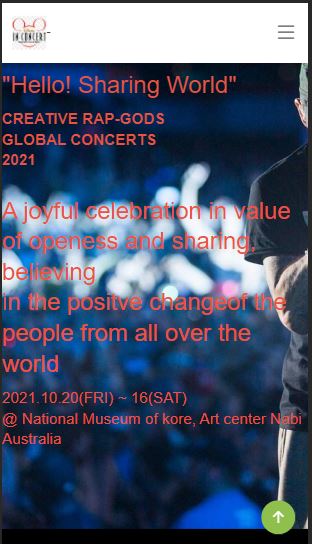 IN CONCERT
"Hello! Sharing World"
CREATIVE RAP-GODS
GLOBAL CONCERTS
2021
A joyful celebration in value
of openess and sharing,
believing
in the positve changeof the
people from all over the
world
2021.10.20(FRI) ~ 16(SAT)
@ National Museum of kore, Art center Nabi
Australia